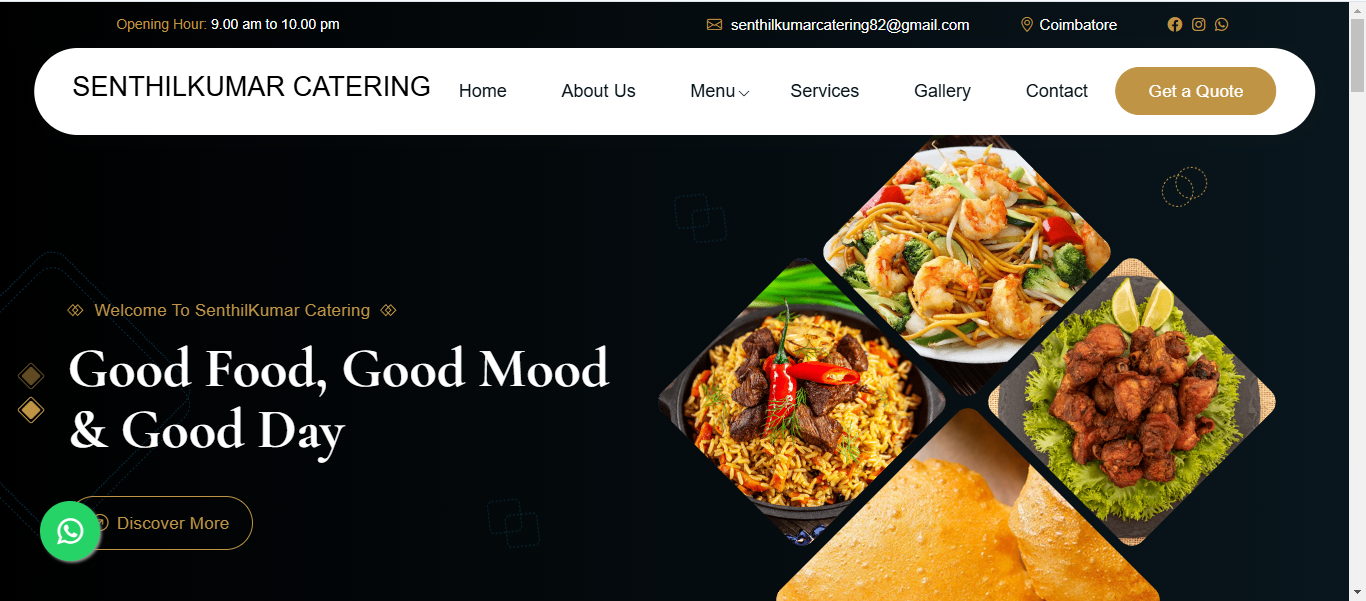 Opening Hour: 9.00 am to 10.00 pm senthilkumarcatering82@gmail.com Coimbatore
SENTHILKUMAR CATERING Home About Us Menu Services Gallery Contact Get a Quote
Welcome To SenthilKumar Catering
Good Food, Good Mood
& Good Day
Discover More